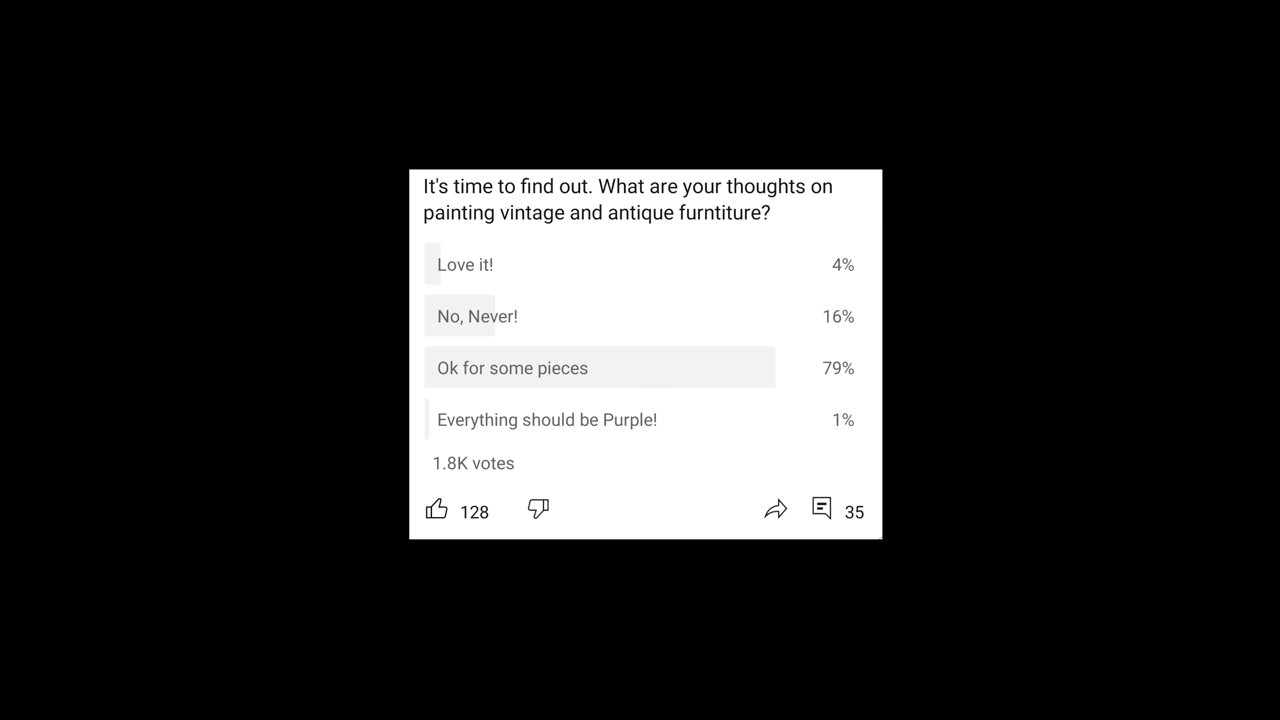 It's time to find out. What are your thoughts on
painting vintage and antique furntiture?
Love it! 4%
No, Never! 16%
Ok for some pieces 79%
Everything should be Purple! 1%
1.8K votes
128 35